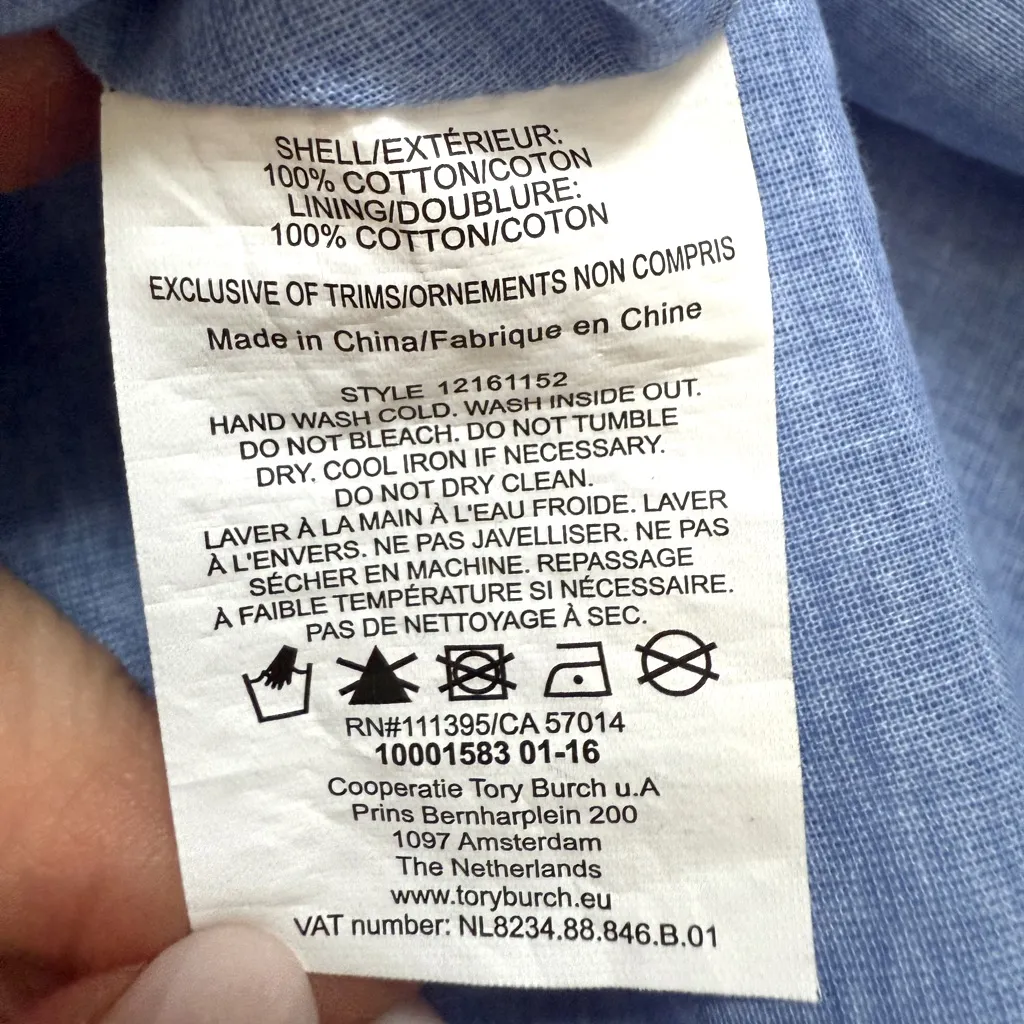 SHELL/EXTÉRIEUR:
100% COTTON/COTON
LINING/DOUBLURE:
100% COTTON/COTON
EXCLUSIVE OF TRIMS/ORNEMENTS NON COMPRIS
Made in China/Fabrique en Chine
STYLE 12161152
HAND WASH COLD. WASH INSIDE OUT.
DO NOT BLEACH. DO NOT TUMBLE
DRY. COOL IRON IF NECESSARY.
DO NOT DRY CLEAN.
LAVER À LA MAIN À L'EAU FROIDE. LAVER
À L'ENVERS. NE PAS JAVELLISER. NE PAS
SÉCHER EN MACHINE. REPASSAGE
À FAIBLE TEMPÉRATURE SI NÉCESSAIRE.
PAS DE NETTOYAGE À SEC.
RN#111395/CA 57014
10001583 01-16
Cooperatie Tory Burch u.A
Prins Bernharplein 200
1097 Amsterdam
The Netherlands
www.toryburch.eu
VAT number: NL8234.88.846.B.01